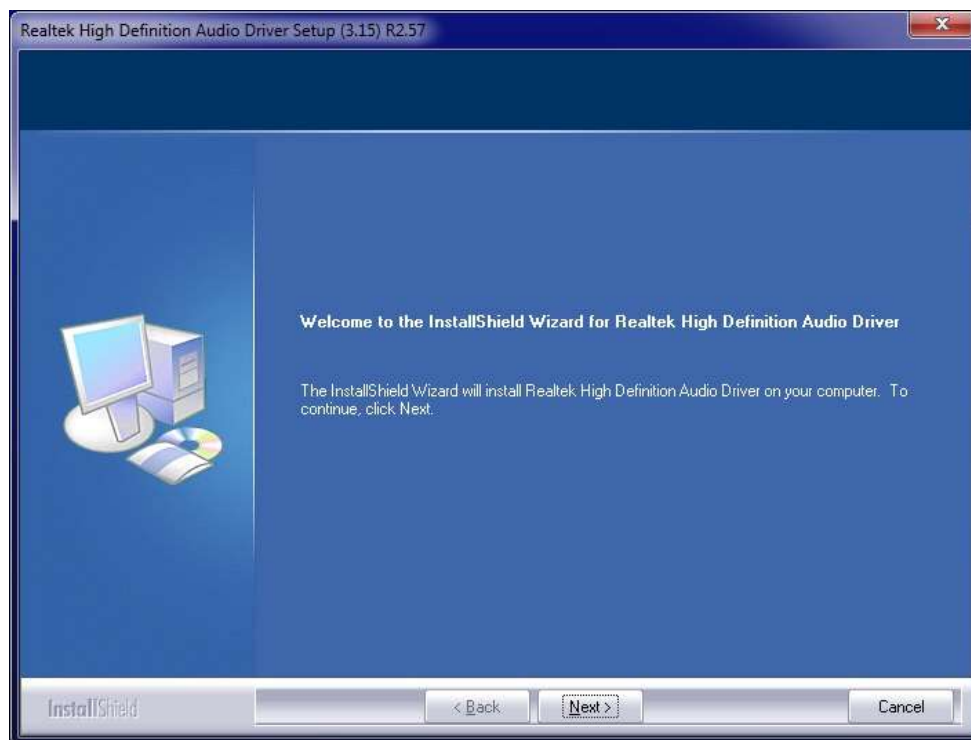 Realtek High Definition Audio Driver Setup (3.15) R2.57
Welcome to the InstallShield Wizard for Realtek High Definition Audio Driver
The InstallShield Wizard will install Realtek High Definition Audio Driver on your computer. To
continue, click Next.
InstallShield
< Back
Next >
Cancel